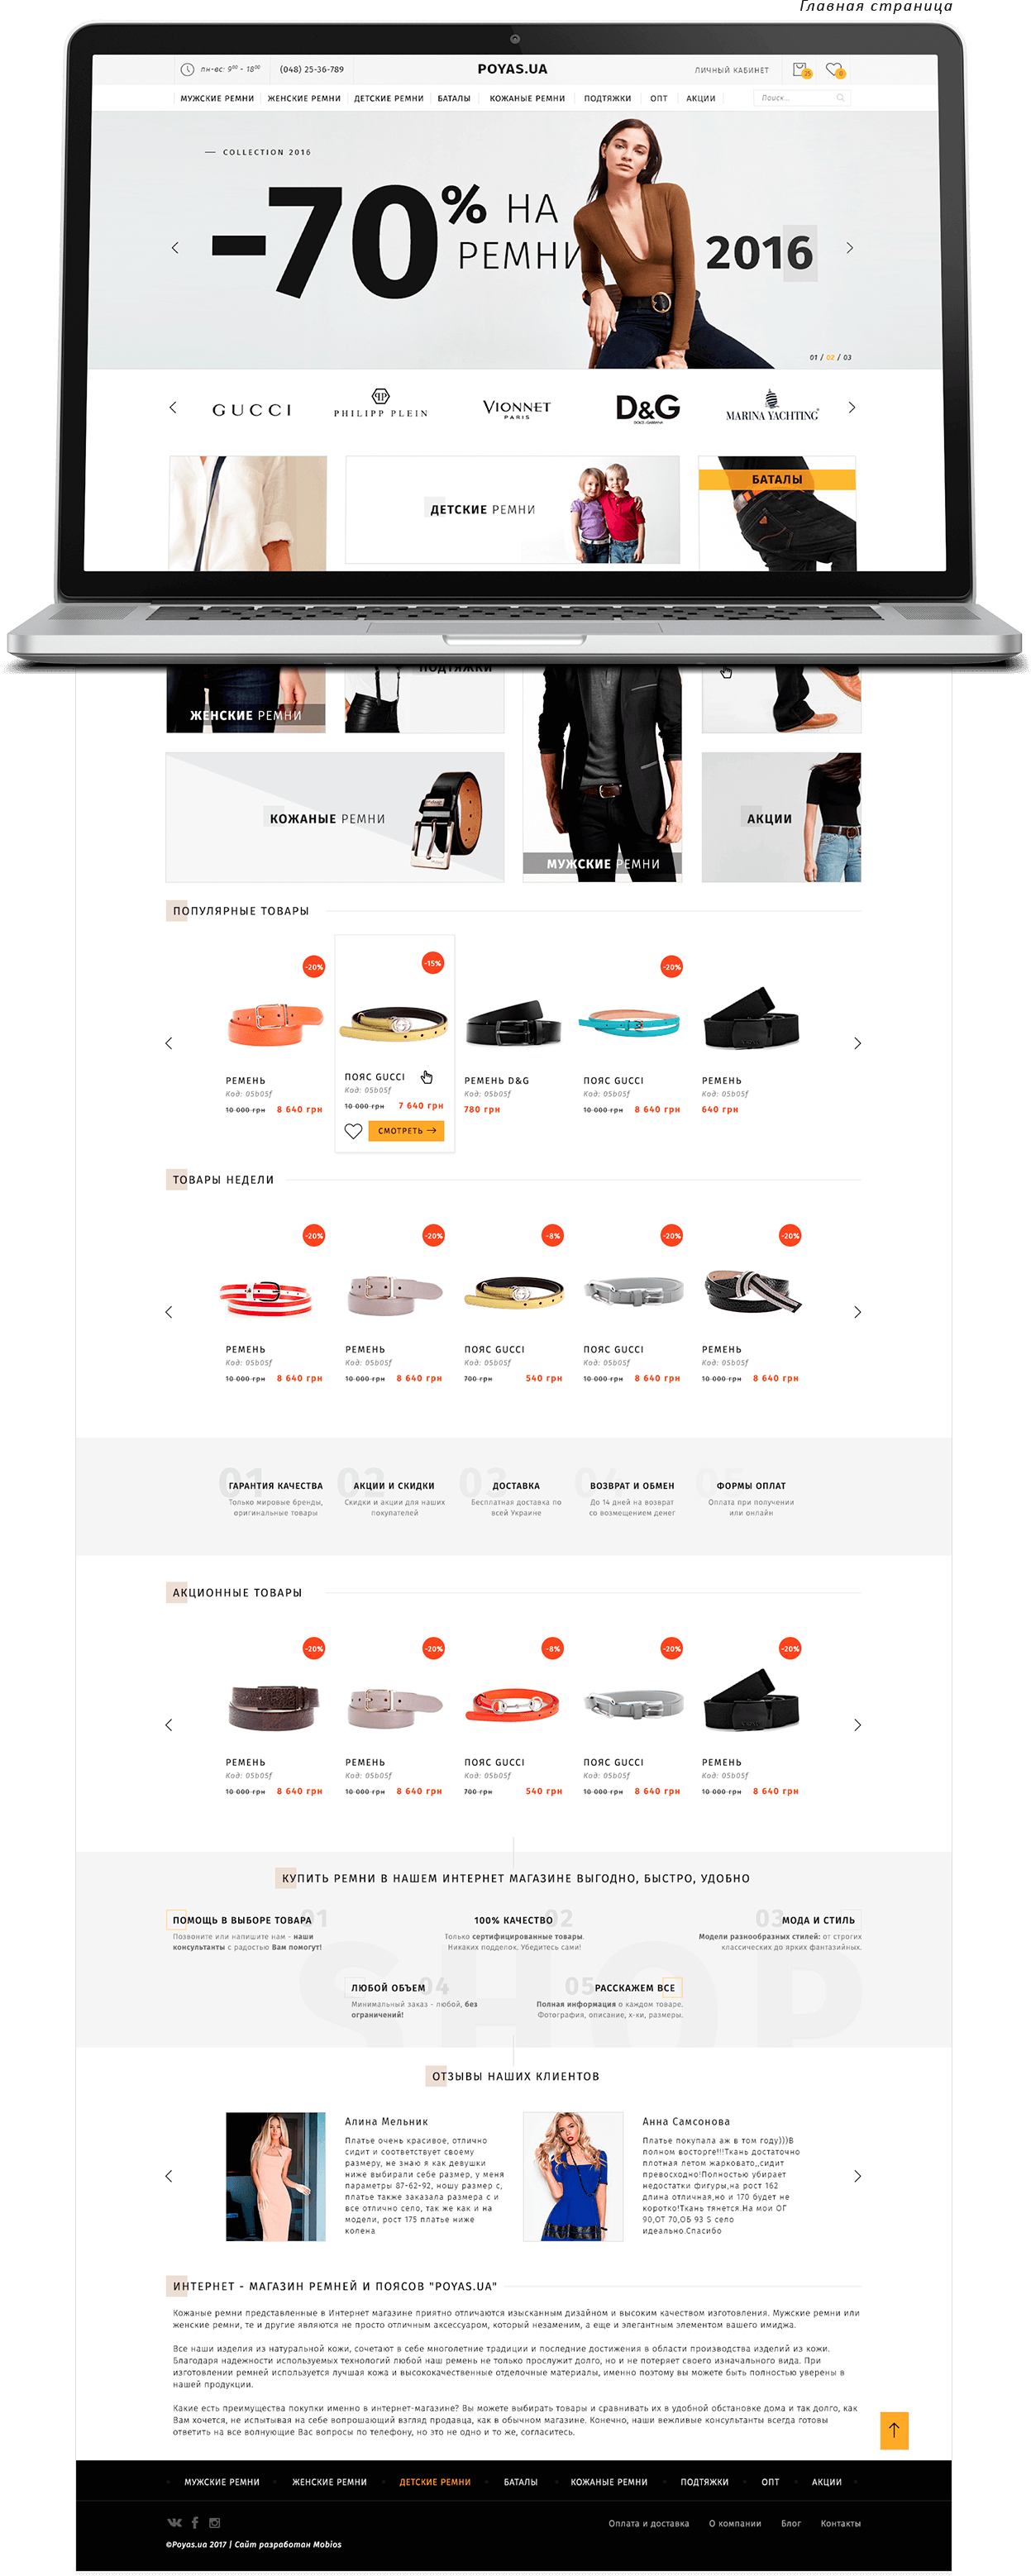 Главная страница
пн-вс: 9⁰⁰ - 18⁰⁰ (048) 25-36-789 POYAS.UA ЛИЧНЫЙ КАБИНЕТ 25 0
МУЖСКИЕ РЕМНИ ЖЕНСКИЕ РЕМНИ ДЕТСКИЕ РЕМНИ БАТАЛЫ КОЖАНЫЕ РЕМНИ ПОДТЯЖКИ ОПТ АКЦИИ Поиск...
— COLLECTION 2016
-70% НА
РЕМНИ 2016
01 / 02 / 03
GUCCI PHILIPP PLEIN VIONNET PARIS D&G DOLCE & GABBANA MARINA YACHTING
БАТАЛЫ
ДЕТСКИЕ РЕМНИ
ПОДТЯЖКИ
ЖЕНСКИЕ РЕМНИ
КОЖАНЫЕ РЕМНИ
АКЦИИ
МУЖСКИЕ РЕМНИ
ПОПУЛЯРНЫЕ ТОВАРЫ
-20% -15% -20%
РЕМЕНЬ ПОЯС GUCCI РЕМЕНЬ D&G ПОЯС GUCCI РЕМЕНЬ
Код: 05b05f Код: 05b05f Код: 05b05f Код: 05b05f Код: 05b05f
10 000 грн 8 640 грн 10 000 грн 7 640 грн 780 грн 10 000 грн 8 640 грн 640 грн
СМОТРЕТЬ →
ТОВАРЫ НЕДЕЛИ
-20% -20% -8% -20% -20%
РЕМЕНЬ РЕМЕНЬ ПОЯС GUCCI ПОЯС GUCCI РЕМЕНЬ
Код: 05b05f Код: 05b05f Код: 05b05f Код: 05b05f Код: 05b05f
10 000 грн 8 640 грн 10 000 грн 8 640 грн 700 грн 540 грн 10 000 грн 8 640 грн 10 000 грн 8 640 грн
01 02 03 04 05
ГАРАНТИЯ КАЧЕСТВА АКЦИИ И СКИДКИ ДОСТАВКА ВОЗВРАТ И ОБМЕН ФОРМЫ ОПЛАТ
Только мировые бренды, Скидки и акции для наших Бесплатная доставка по До 14 дней на возврат Оплата при получении
оригинальные товары покупателей всей Украине со возмещением денег или онлайн
АКЦИОННЫЕ ТОВАРЫ
-20% -20% -8% -20% -20%
РЕМЕНЬ РЕМЕНЬ ПОЯС GUCCI ПОЯС GUCCI РЕМЕНЬ
Код: 05b05f Код: 05b05f Код: 05b05f Код: 05b05f Код: 05b05f
10 000 грн 8 640 грн 10 000 грн 8 640 грн 700 грн 540 грн 10 000 грн 8 640 грн 10 000 грн 8 640 грн
КУПИТЬ РЕМНИ В НАШЕМ ИНТЕРНЕТ МАГАЗИНЕ ВЫГОДНО, БЫСТРО, УДОБНО
ПОМОЩЬ В ВЫБОРЕ ТОВАРА 01 100% КАЧЕСТВО 02 03 МОДА И СТИЛЬ
Позвоните или напишите нам - наши Только сертифицированные товары. Модели разнообразных стилей: от строгих
консультанты с радостью Вам помогут! Никаких подделок. Убедитесь сами! классических до ярких фантазийных.
SHOP
ЛЮБОЙ ОБЪЕМ 04 05 РАССКАЖЕМ ВСЕ
Минимальный заказ - любой, без Полная информация о каждом товаре.
ограничений! Фотография, описание, х-ки, размеры.
ОТЗЫВЫ НАШИХ КЛИЕНТОВ
Алина Мельник
Платье очень красивое, отлично
сидит и соответствует своему
размеру, не знаю я как девушки
ниже выбирали себе размер, у меня
параметры 87-62-92, ношу размер с,
платье также заказала размера с и
все отлично село, так же как и на
модели, рост 175 платье ниже
колена
Анна Самсонова
Платье покупала аж в том году)))В
полном восторге!!!Ткань достаточно
плотная летом жарковато,,сидит
превосходно!Полностью убирает
недостатки фигуры,на рост 162
длина отличная,но и 170 будет не
коротко!Ткань тянется.На мои ОГ
90,ОТ 70,ОБ 93 S село
идеально.Спасибо
ИНТЕРНЕТ - МАГАЗИН РЕМНЕЙ И ПОЯСОВ "POYAS.UA"
Кожаные ремни представленные в Интернет магазине приятно отличаются изысканным дизайном и высоким качеством изготовления. Мужские ремни или
женские ремни, те и другие являются не просто отличным аксессуаром, который незаменим, а еще и элегантным элементом вашего имиджа.
Все наши изделия из натуральной кожи, сочетают в себе многолетние традиции и последние достижения в области производства изделий из кожи.
Благодаря надежности используемых технологий любой наш ремень не только прослужит долго, но и не потеряет своего изначального вида. При
изготовлении ремней используется лучшая кожа и высококачественные отделочные материалы, именно поэтому вы можете быть полностью уверены в
нашей продукции.
Какие есть преимущества покупки именно в интернет-магазине? Вы можете выбирать товары и сравнивать их в удобной обстановке дома и так долго, как
Вам хочется, не испытывая на себе вопрошающий взгляд продавца, как в обычном магазине. Конечно, наши вежливые консультанты всегда готовы
ответить на все волнующие Вас вопросы по телефону, но это не одно и то же, согласитесь.
МУЖСКИЕ РЕМНИ ЖЕНСКИЕ РЕМНИ ДЕТСКИЕ РЕМНИ БАТАЛЫ КОЖАНЫЕ РЕМНИ ПОДТЯЖКИ ОПТ АКЦИИ
Оплата и доставка О компании Блог Контакты
©Poyas.ua 2017 | Сайт разработан Mobios